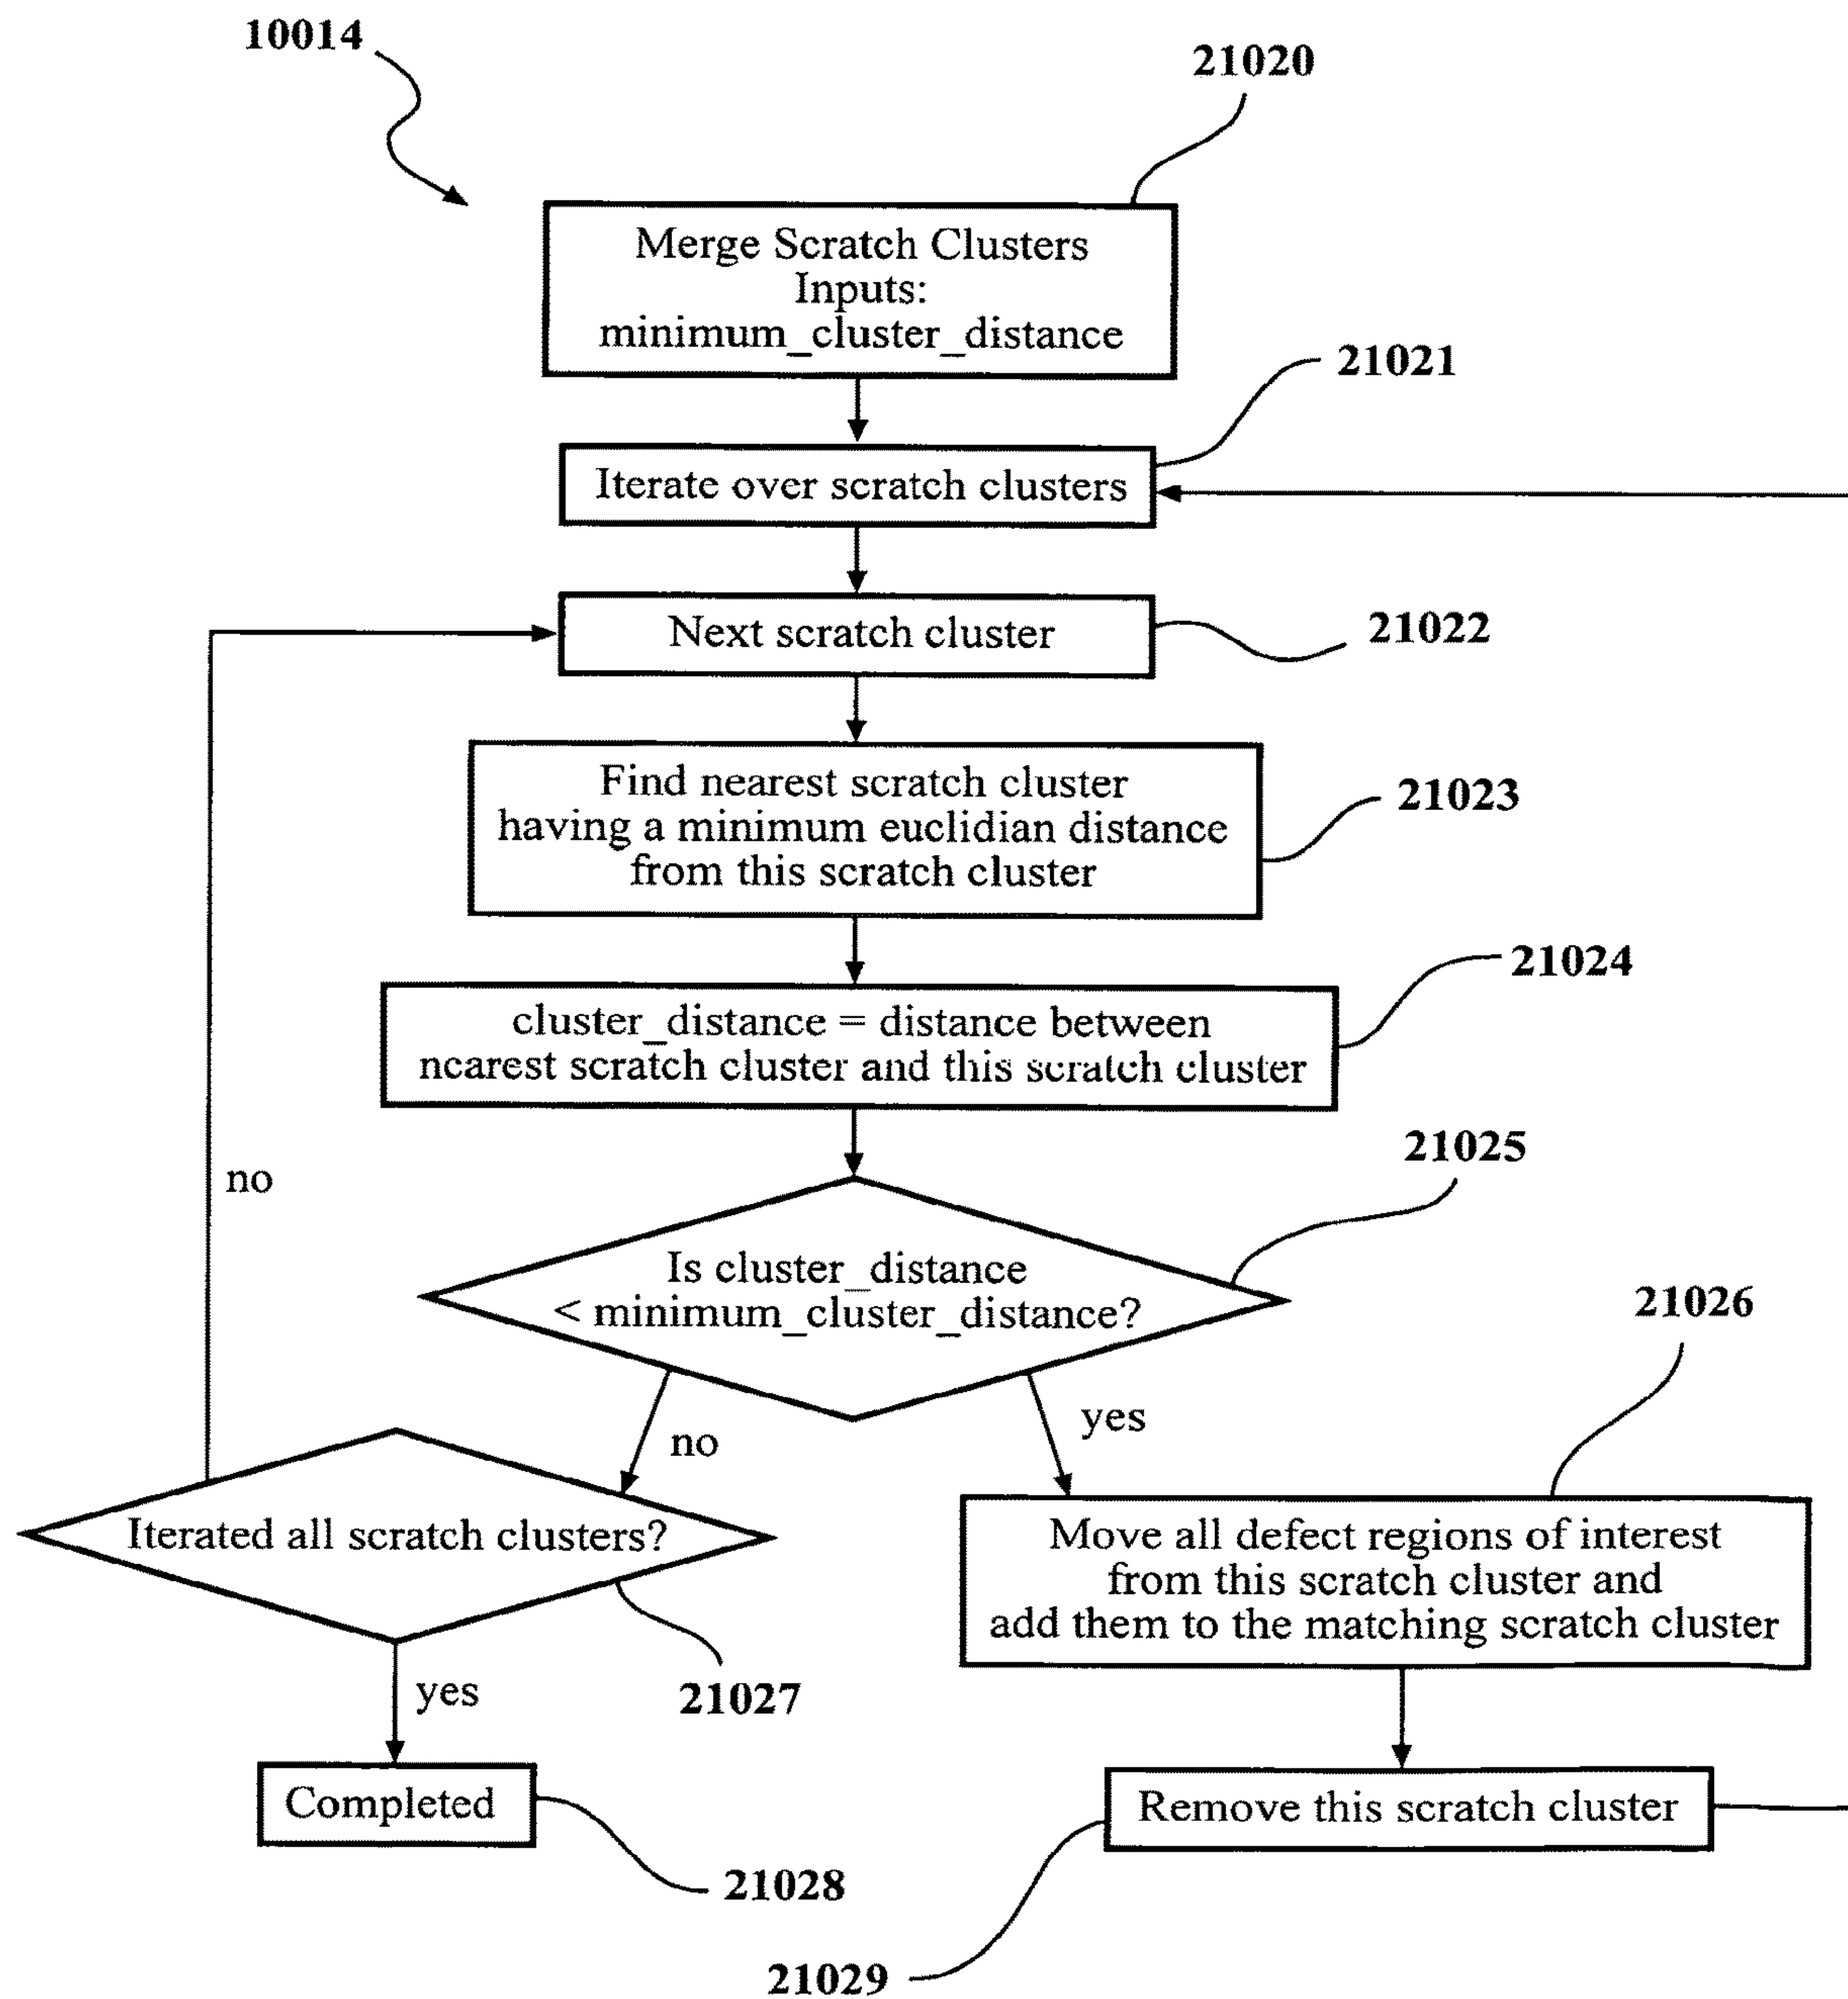 10014
21020
Merge Scratch Clusters
Inputs:
minimum_cluster_distance
21021
Iterate over scratch clusters
Next scratch cluster
21022
Find nearest scratch cluster
having a minimum euclidian distance
from this scratch cluster
21023
21024
cluster_distance = distance between
nearest scratch cluster and this scratch cluster
21025
no
Is cluster_distance
< minimum_cluster_distance?
21026
yes
no
Iterated all scratch clusters?
Move all defect regions of interest
from this scratch cluster and
add them to the matching scratch cluster
yes
21027
Completed
Remove this scratch cluster
21028
21029